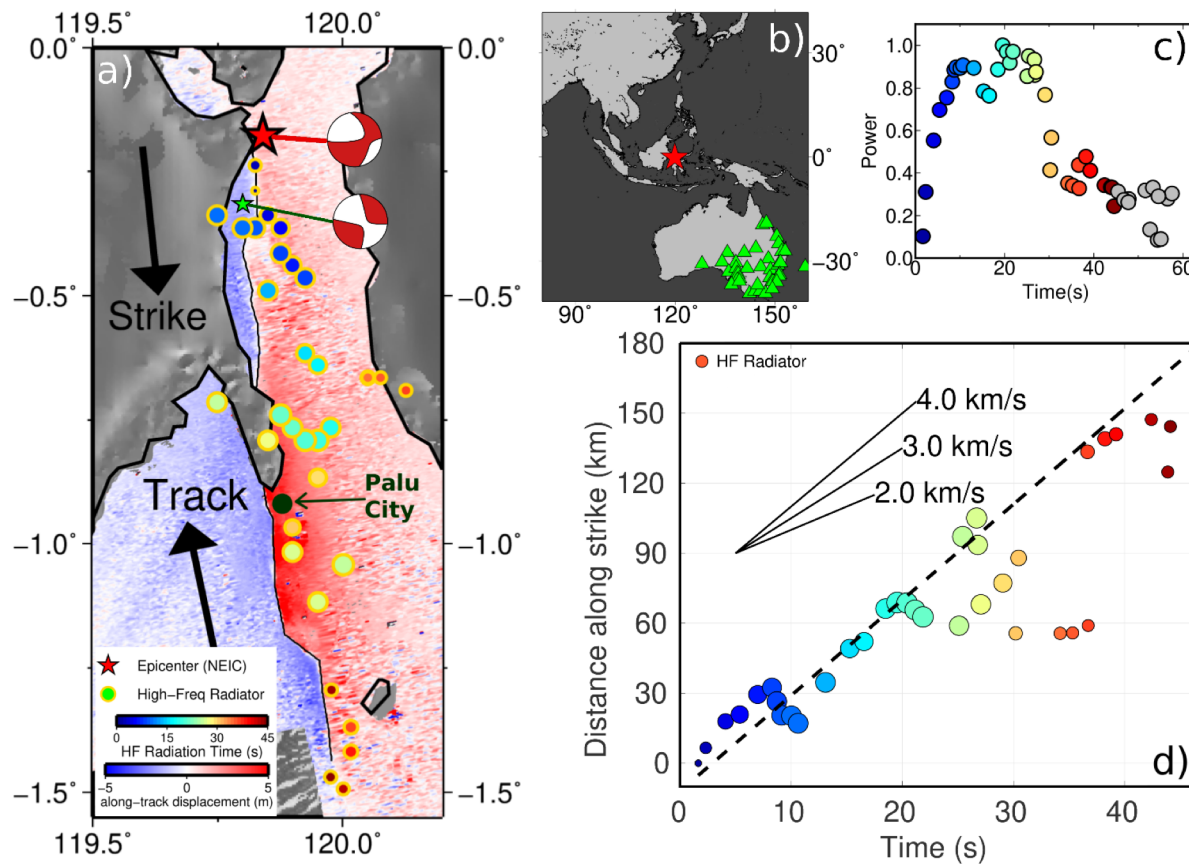 119.5˚
120.0˚
0.0˚
a)
0.0˚
−0.5˚
−0.5˚
Strike
Track
Palu
City
−1.0˚
−1.0˚
−1.5˚
−1.5˚
Epicenter (NEIC)
High−Freq Radiator
0 15 30 45
HF Radiation Time (s)
−5 0 5
along−track displacement (m)
119.5˚
120.0˚
b)
30˚
0˚
−30˚
90˚ 120˚ 150˚
c)
Power
1.0
0.8
0.6
0.4
0.2
0.0
0 20 40 60
Time(s)
HF Radiator
4.0 km/s
3.0 km/s
2.0 km/s
Distance along strike (km)
180
150
120
90
60
30
0
d)
0 10 20 30 40
Time (s)